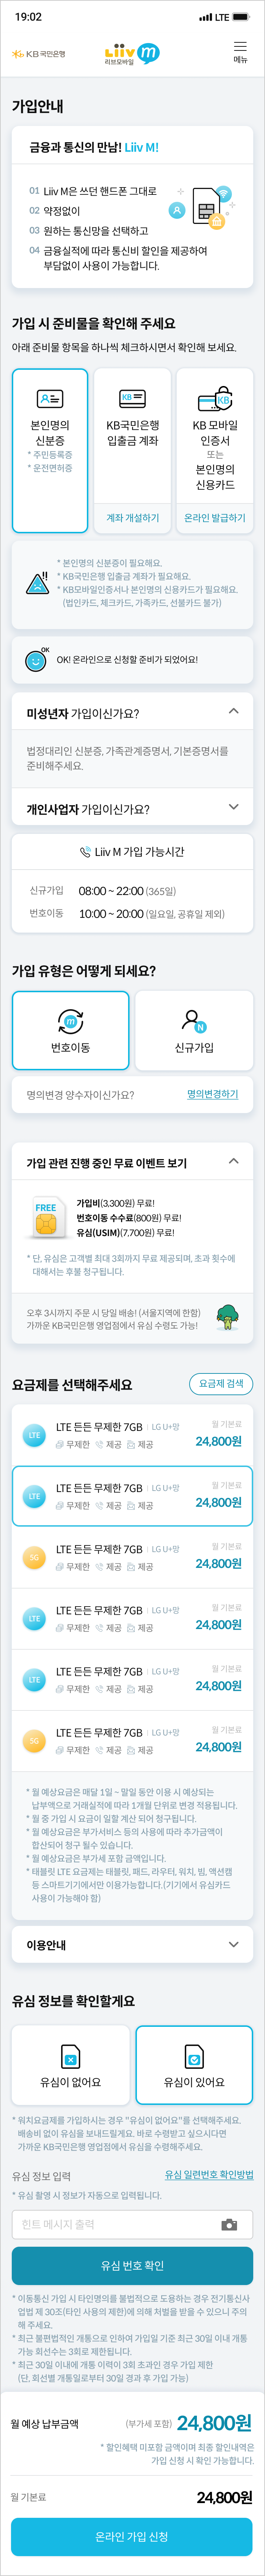 19:02
LTE
KB국민은행
Liiv M
리브모바일
메뉴
가입안내
금융과 통신의 만남! Liiv M!
01 Liiv M은 쓰던 핸드폰 그대로
02 약정없이
03 원하는 통신망을 선택하고
04 금융실적에 따라 통신비 할인을 제공하여
부담없이 사용이 가능합니다.
가입 시 준비물을 확인해 주세요
아래 준비물 항목을 하나씩 체크하시면서 확인해 보세요.
본인명의
신분증
* 주민등록증
* 운전면허증
KB
KB국민은행
입출금 계좌
계좌 개설하기
KB
KB 모바일
인증서
또는
본인명의
신용카드
온라인 발급하기
* 본인명의 신분증이 필요해요.
* KB국민은행 입출금 계좌가 필요해요.
* KB모바일인증서나 본인명의 신용카드가 필요해요.
(법인카드, 체크카드, 가족카드, 선불카드 불가)
OK
OK! 온라인으로 신청할 준비가 되었어요!
미성년자 가입이신가요?
법정대리인 신분증, 가족관계증명서, 기본증명서를
준비해주세요.
개인사업자 가입이신가요?
Liiv M 가입 가능시간
신규가입 08:00 ~ 22:00 (365일)
번호이동 10:00 ~ 20:00 (일요일, 공휴일 제외)
가입 유형은 어떻게 되세요?
m
번호이동
N
신규가입
명의변경 양수자이신가요? 명의변경하기
가입 관련 진행 중인 무료 이벤트 보기
FREE
가입비(3,300원) 무료!
번호이동 수수료(800원) 무료!
유심(USIM)(7,700원) 무료!
* 단, 유심은 고객별 최대 3회까지 무료 제공되며, 초과 횟수에
대해서는 후불 청구됩니다.
오후 3시까지 주문 시 당일 배송! (서울지역에 한함)
가까운 KB국민은행 영업점에서 유심 수령도 가능!
요금제를 선택해주세요 요금제 검색
LTE
LTE 든든 무제한 7GB LG U+망
무제한 제공 제공
월 기본료
24,800원
LTE
LTE 든든 무제한 7GB LG U+망
무제한 제공 제공
월 기본료
24,800원
5G
LTE 든든 무제한 7GB LG U+망
무제한 제공 제공
월 기본료
24,800원
LTE
LTE 든든 무제한 7GB LG U+망
무제한 제공 제공
월 기본료
24,800원
LTE
LTE 든든 무제한 7GB LG U+망
무제한 제공 제공
월 기본료
24,800원
5G
LTE 든든 무제한 7GB LG U+망
무제한 제공 제공
월 기본료
24,800원
* 월 예상요금은 매달 1일 ~ 말일 동안 이용 시 예상되는
납부액으로 거래실적에 따라 1개월 단위로 변경 적용됩니다.
* 월 중 가입 시 요금이 일할 계산 되어 청구됩니다.
* 월 예상요금은 부가서비스 등의 사용에 따라 추가금액이
합산되어 청구 될수 있습니다.
* 월 예상요금은 부가세 포함 금액입니다.
* 태블릿 LTE 요금제는 태블릿, 패드, 라우터, 워치, 빔, 액션캠
등 스마트기기에서만 이용가능합니다.(기기에서 유심카드
사용이 가능해야 함)
이용안내
유심 정보를 확인할게요
유심이 없어요
유심이 있어요
* 워치요금제를 가입하시는 경우 "유심이 없어요"를 선택해주세요.
배송비 없이 유심을 보내드릴게요. 바로 수령받고 싶으시다면
가까운 KB국민은행 영업점에서 유심을 수령해주세요.
유심 정보 입력 유심 일련번호 확인방법
* 유심 촬영 시 정보가 자동으로 입력됩니다.
힌트 메시지 출력
유심 번호 확인
* 이동통신 가입 시 타인명의를 불법적으로 도용하는 경우 전기통신사
업법 제 30조(타인 사용의 제한)에 의해 처벌을 받을 수 있으니 주의
해 주세요.
* 최근 불편법적인 개통으로 인하여 가입일 기준 최근 30일 이내 개통
가능 회선수는 3회로 제한됩니다.
* 최근 30일 이내에 개통 이력이 3회 초과인 경우 가입 제한
(단, 회선별 개통일로부터 30일 경과 후 가입 가능)
월 예상 납부금액 (부가세 포함) 24,800원
* 할인혜택 미포함 금액이며 최종 할인내역은
가입 신청 시 확인 가능합니다.
월 기본료 24,800원
온라인 가입 신청